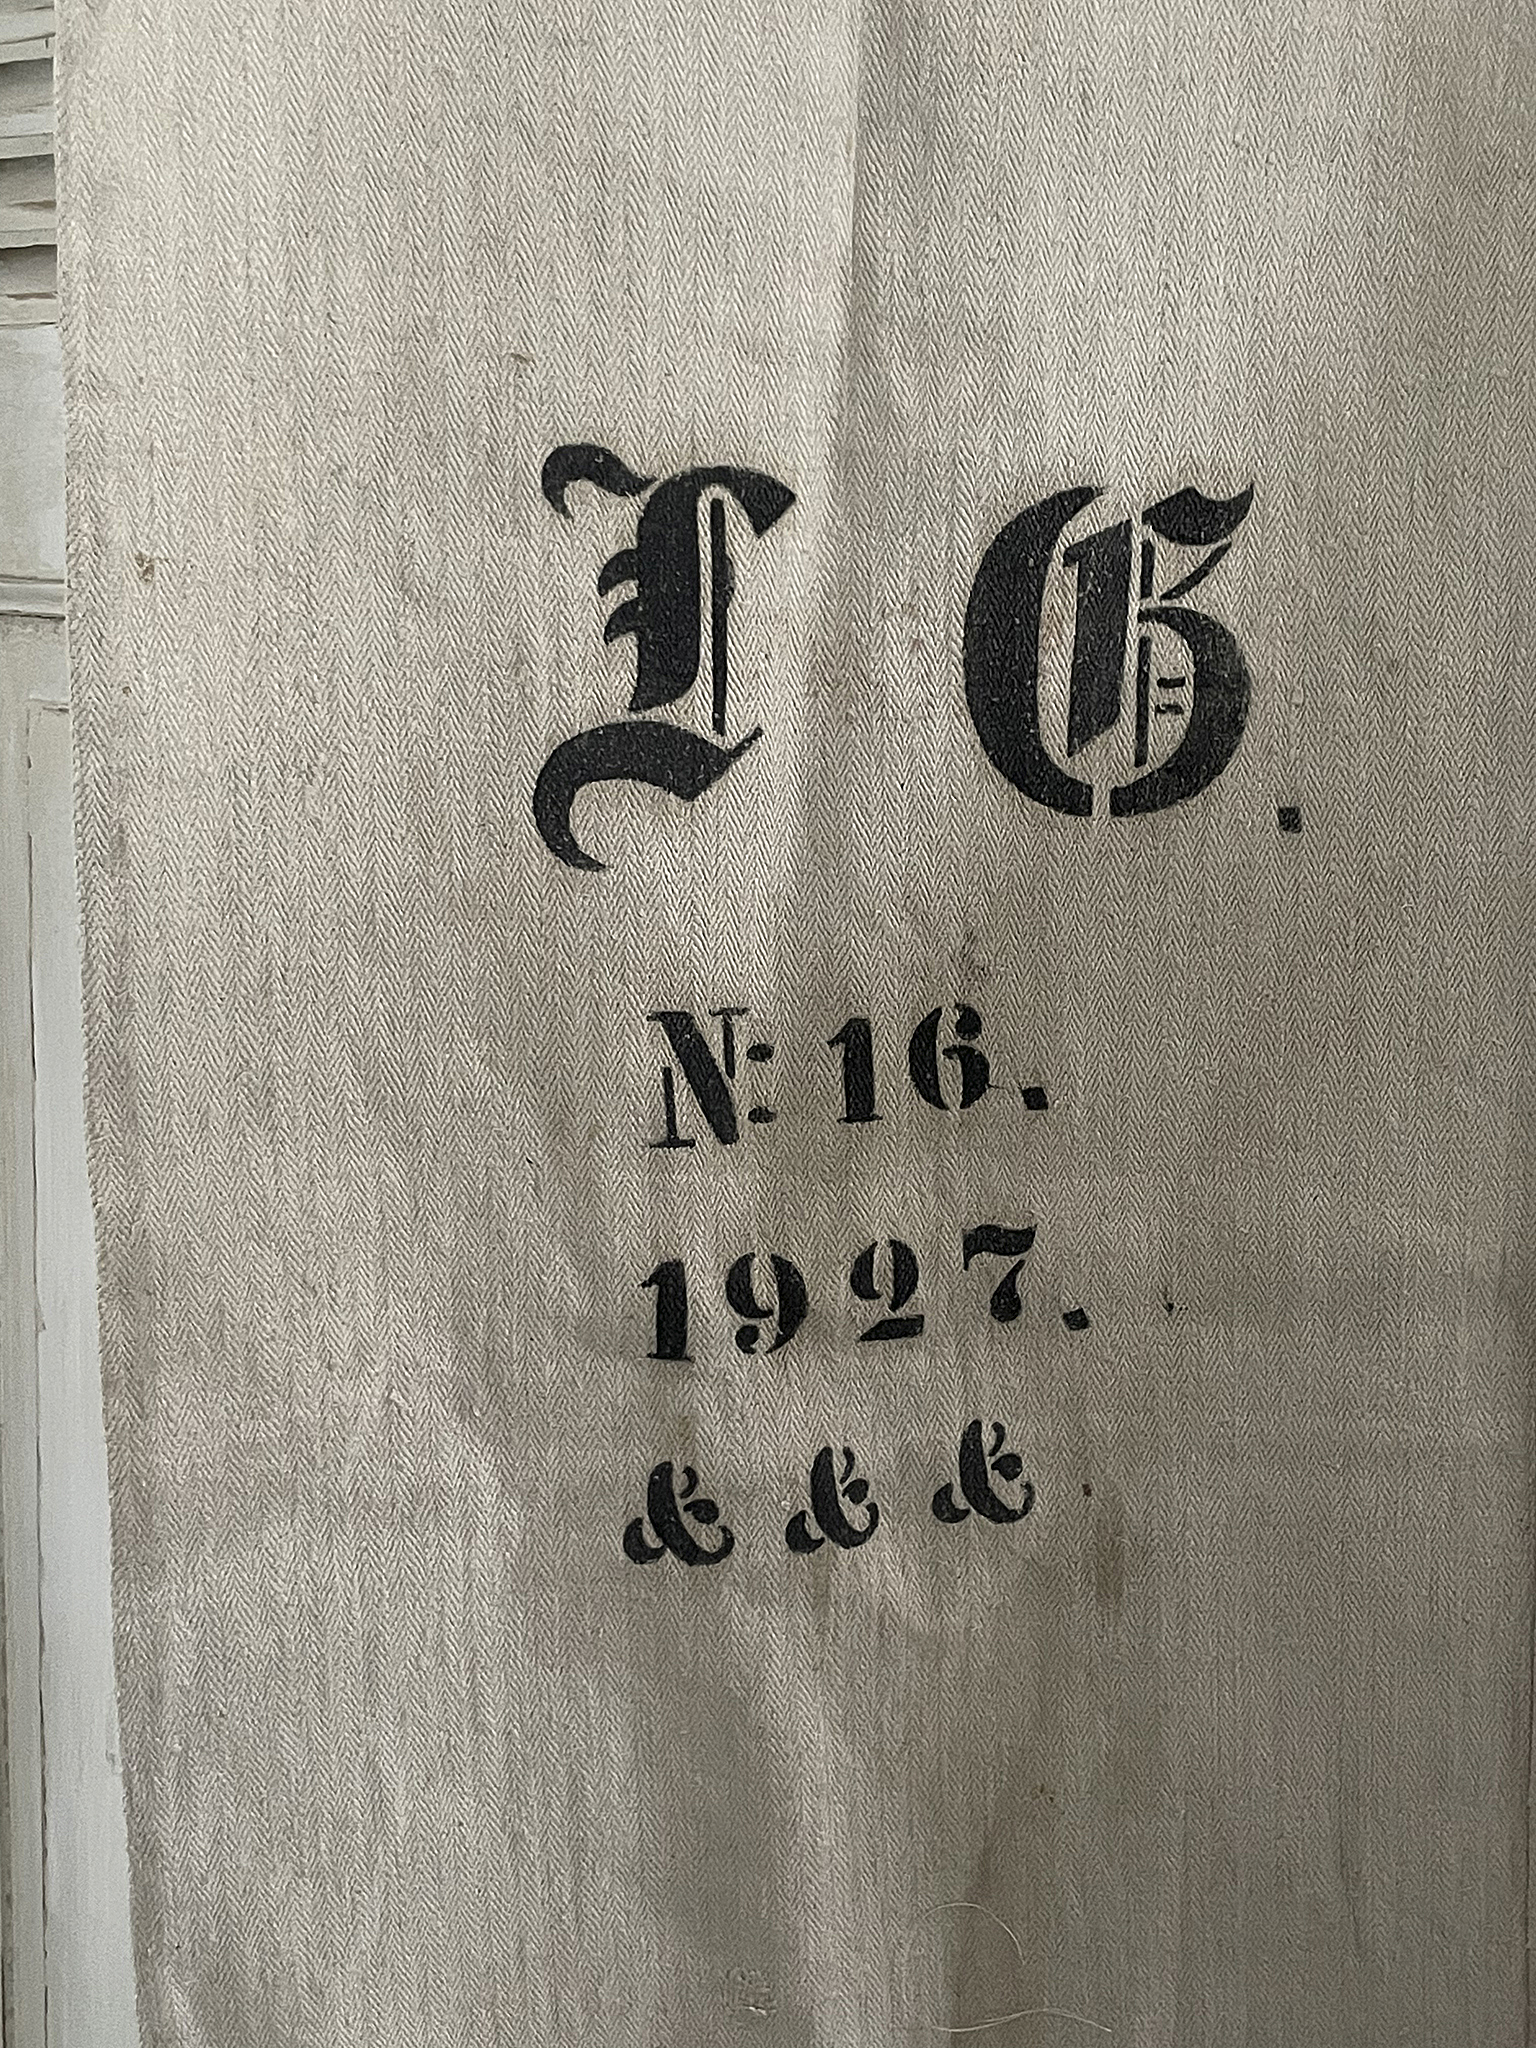 I G.
N: 16.
1927.
& & &